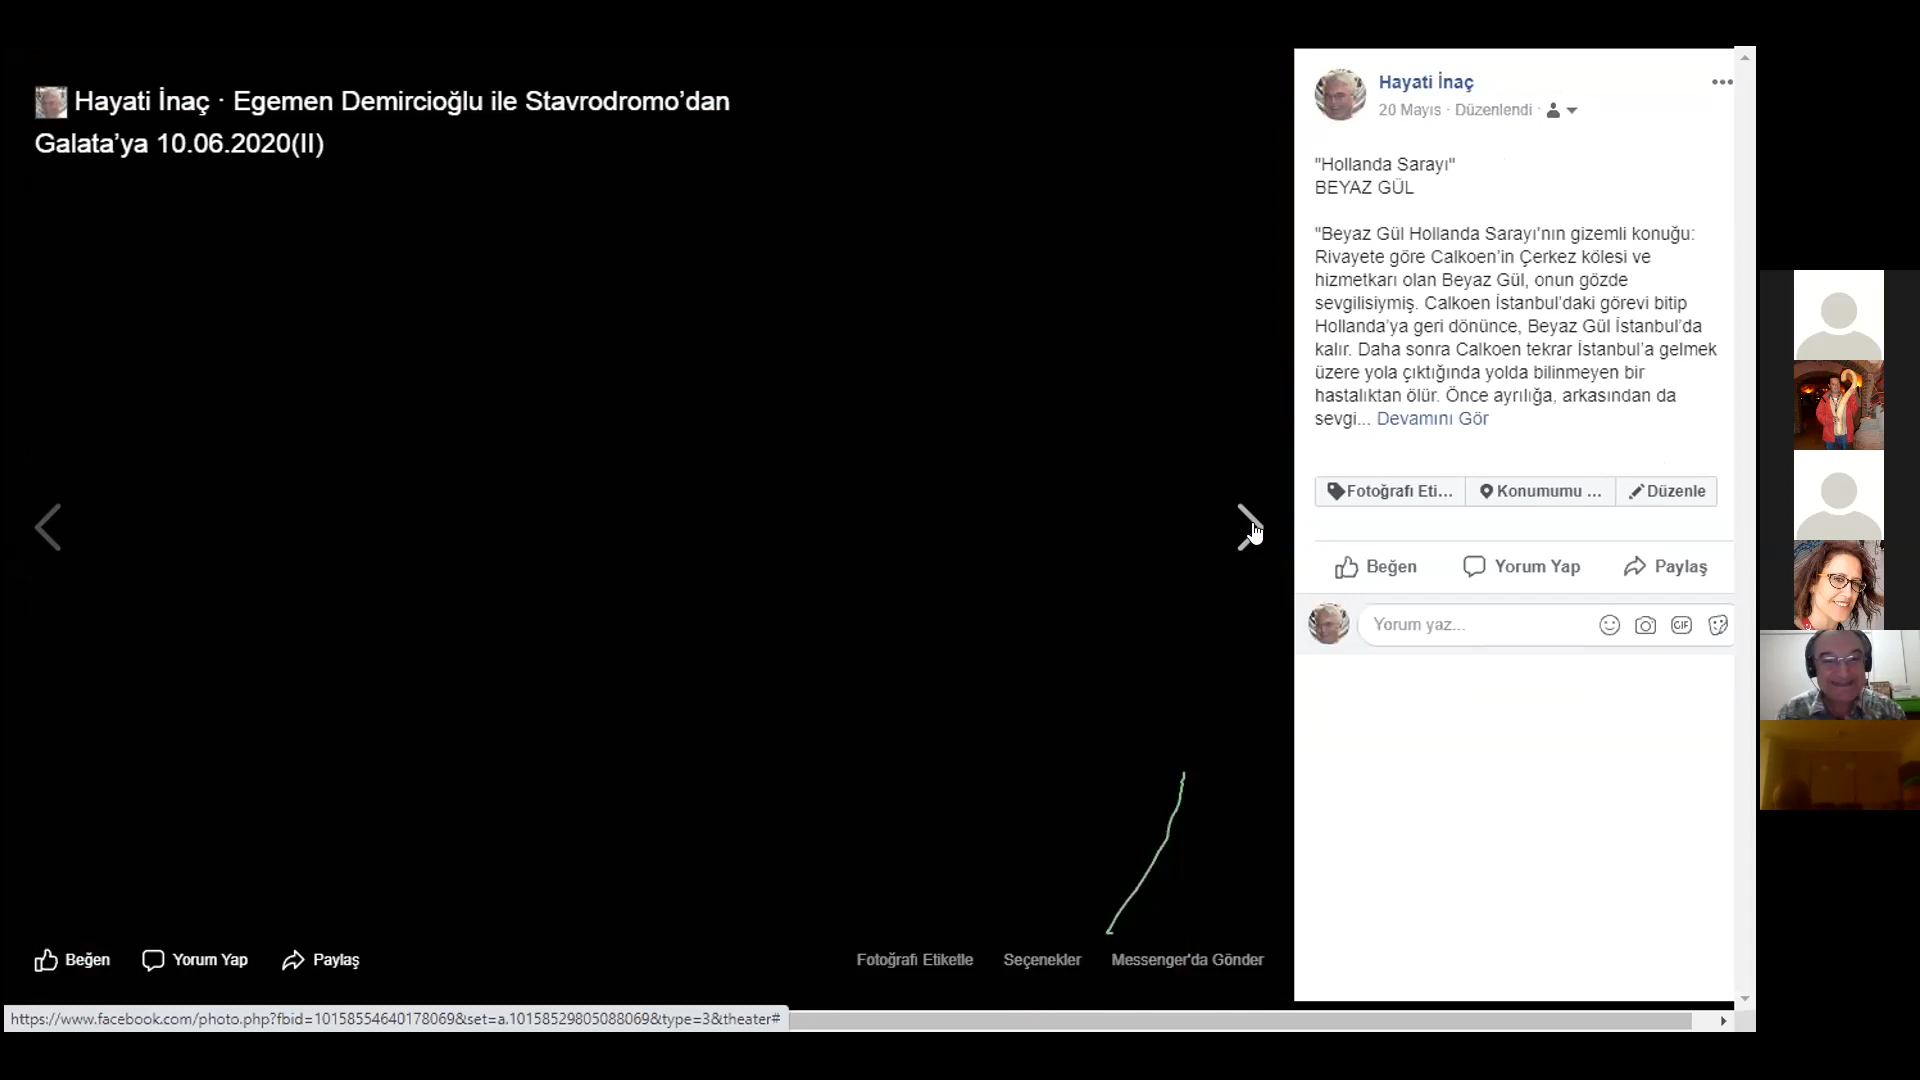 Hayati İnaç · Egemen Demircioğlu ile Stavrodromo’dan
Galata’ya 10.06.2020(II)
Hayati İnaç
20 Mayıs · Düzenlendi ·
"Hollanda Sarayı"
BEYAZ GÜL
"Beyaz Gül Hollanda Sarayı’nın gizemli konuğu:
Rivayete göre Calkoen’in Çerkez kölesi ve
hizmetkarı olan Beyaz Gül, onun gözde
sevgilisiymiş. Calkoen İstanbul’daki görevi bitip
Hollanda’ya geri dönünce, Beyaz Gül İstanbul’da
kalır. Daha sonra Calkoen tekrar İstanbul’a gelmek
üzere yola çıktığında yolda bilinmeyen bir
hastalıktan ölür. Önce ayrılığa, arkasından da
sevgi... Devamını Gör
Fotoğrafı Eti... Konumumu ... Düzenle
Beğen Yorum Yap Paylaş
Yorum yaz...
GIF
Beğen Yorum Yap Paylaş
Fotoğrafı Etiketle Seçenekler Messenger'da Gönder
https://www.facebook.com/photo.php?fbid=10158554640178069&set=a.10158529805088069&type=3&theater#